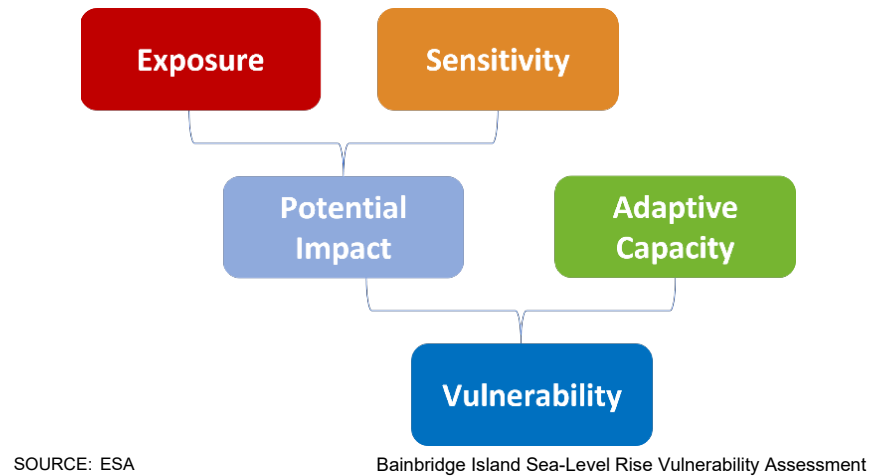 Exposure
Sensitivity
Potential
Impact
Adaptive
Capacity
Vulnerability
SOURCE: ESA
Bainbridge Island Sea-Level Rise Vulnerability Assessment